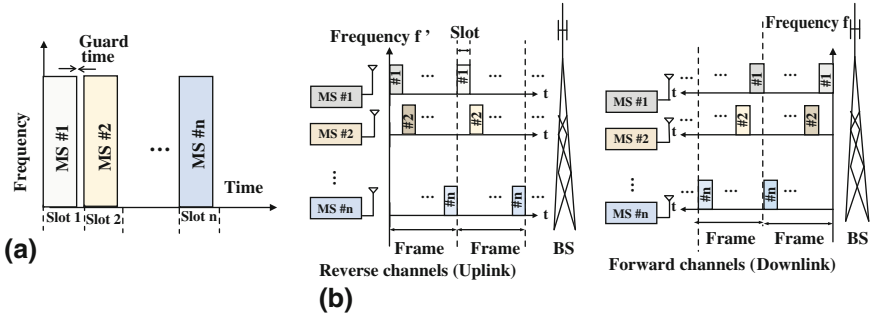 Guard
time
Frequency
MS #1
MS #2
...
MS #n
Time
Slot 1
Slot 2
Slot n
(a)
Frequency f '
Slot
MS #1
#1
...
#1
...
...
t
MS #2
#2
...
#2
...
t
...
MS #n
...
#n
...
#n
t
Frame
Frame
BS
Reverse channels (Uplink)
(b)
Frequency f
MS #1
...
...
#1
...
#1
t
MS #2
...
#2
...
#2
t
...
MS #n
#n
...
#n
...
t
Frame
Frame
BS
Forward channels (Downlink)